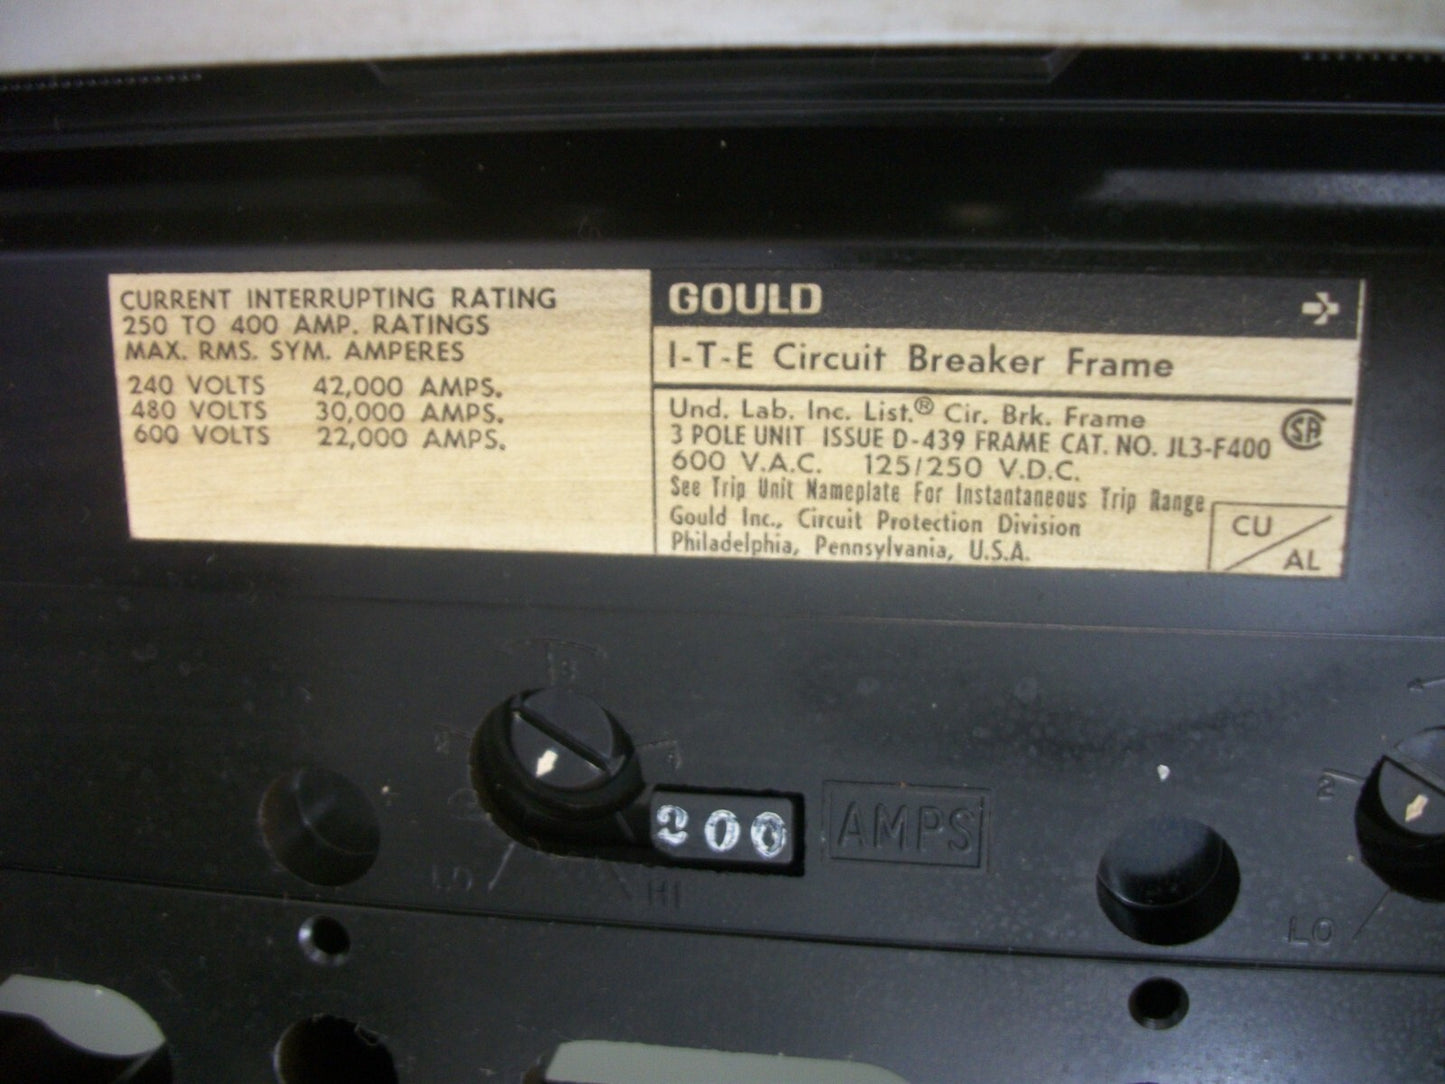 CURRENT INTERRUPTING RATING
250 TO 400 AMP. RATINGS
MAX. RMS. SYM. AMPERES
240 VOLTS 42,000 AMPS.
480 VOLTS 30,000 AMPS.
600 VOLTS 22,000 AMPS.
GOULD
I-T-E Circuit Breaker Frame
Und. Lab. Inc. List.® Cir. Brk. Frame
3 POLE UNIT ISSUE D-439 FRAME CAT. NO. JL3-F400
SA
600 V.A.C. 125/250 V.D.C.
See Trip Unit Nameplate For Instantaneous Trip Range
Gould Inc., Circuit Protection Division
Philadelphia, Pennsylvania, U.S.A.
CU/AL
3
2
LO
HI
200
AMPS
2
LO